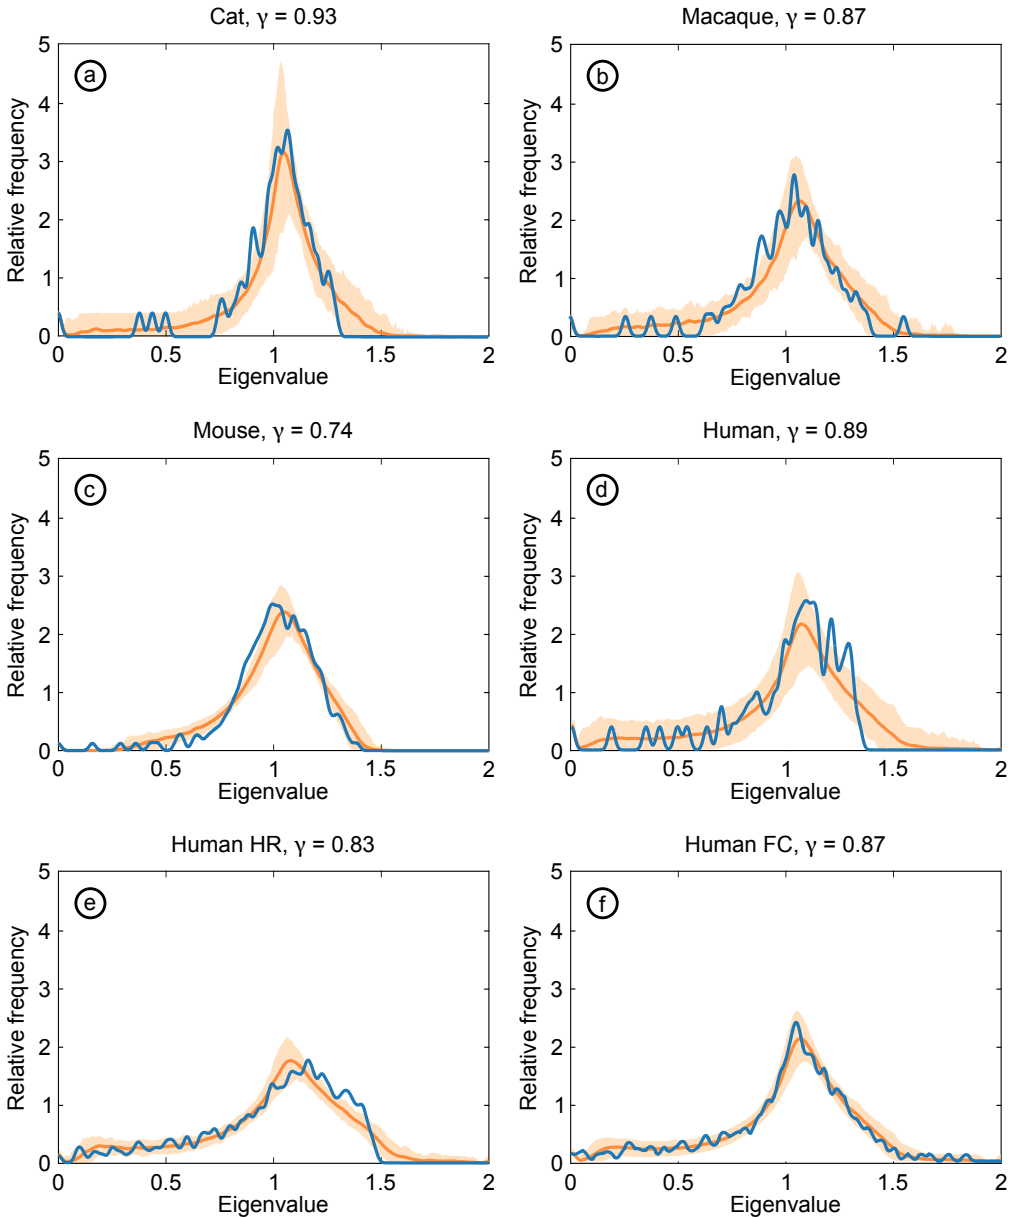 Cat, γ = 0.93
Macaque, γ = 0.87
a
b
Relative frequency
5
4
3
2
1
0
0 0.5 1 1.5 2
Eigenvalue
Relative frequency
5
4
3
2
1
0
0 0.5 1 1.5 2
Eigenvalue
Mouse, γ = 0.74
Human, γ = 0.89
c
d
Relative frequency
5
4
3
2
1
0
0 0.5 1 1.5 2
Eigenvalue
Relative frequency
5
4
3
2
1
0
0 0.5 1 1.5 2
Eigenvalue
Human HR, γ = 0.83
Human FC, γ = 0.87
e
f
Relative frequency
5
4
3
2
1
0
0 0.5 1 1.5 2
Eigenvalue
Relative frequency
5
4
3
2
1
0
0 0.5 1 1.5 2
Eigenvalue